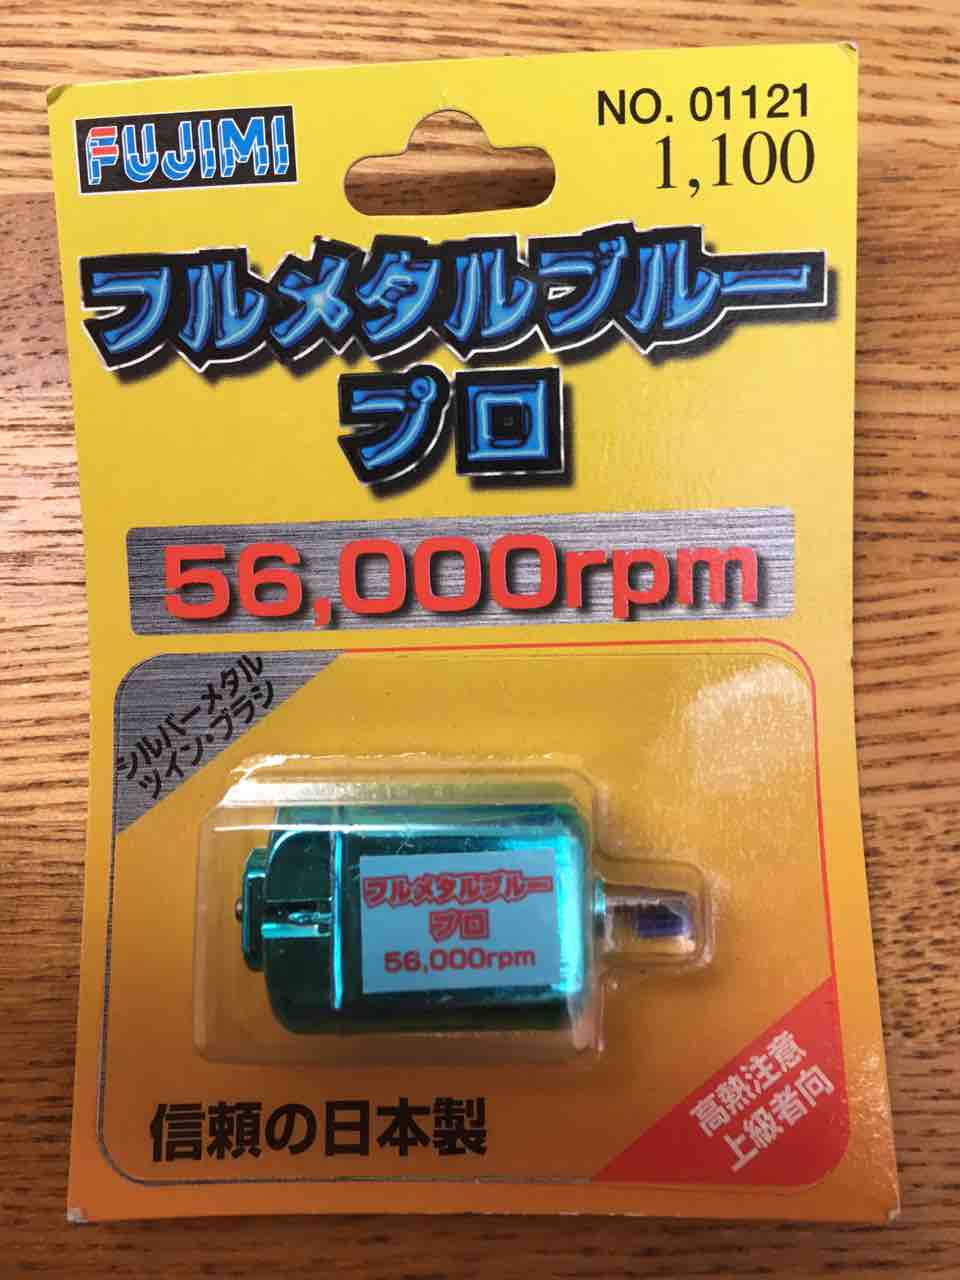 FUJIMI
NO. 01121
1,100
フルメタルブルー
プロ
56,000rpm
シルバーメタル
ツイン・ブラシ
フルメタルブルー
プロ
56,000rpm
高熱注意
上級者向
信頼の日本製